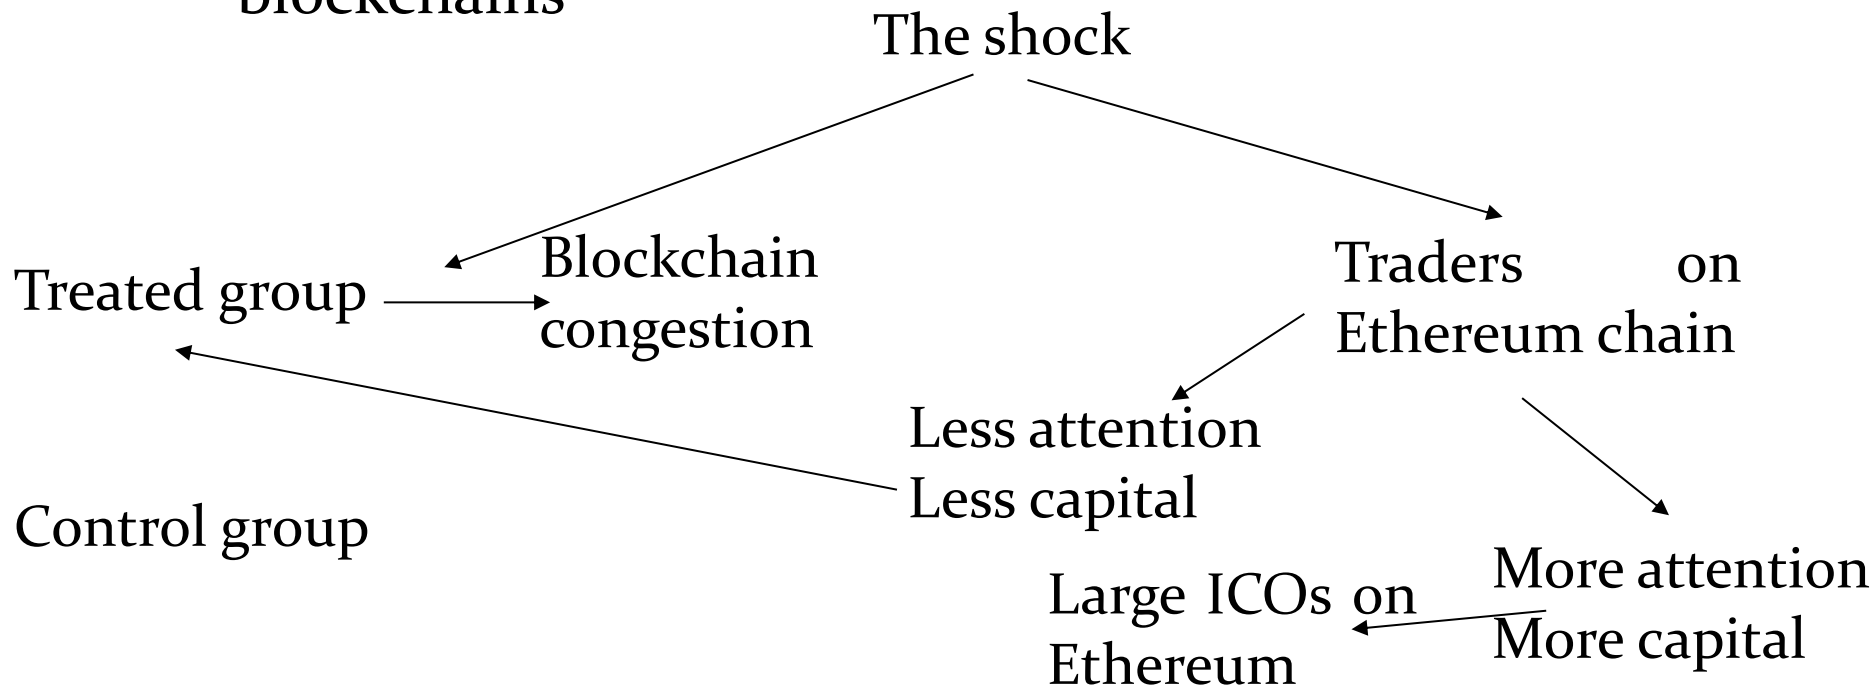 blockchains
The shock
Blockchain
congestion
Treated group
Traders on
Ethereum chain
Less attention
Less capital
Control group
More attention
More capital
Large ICOs on
Ethereum